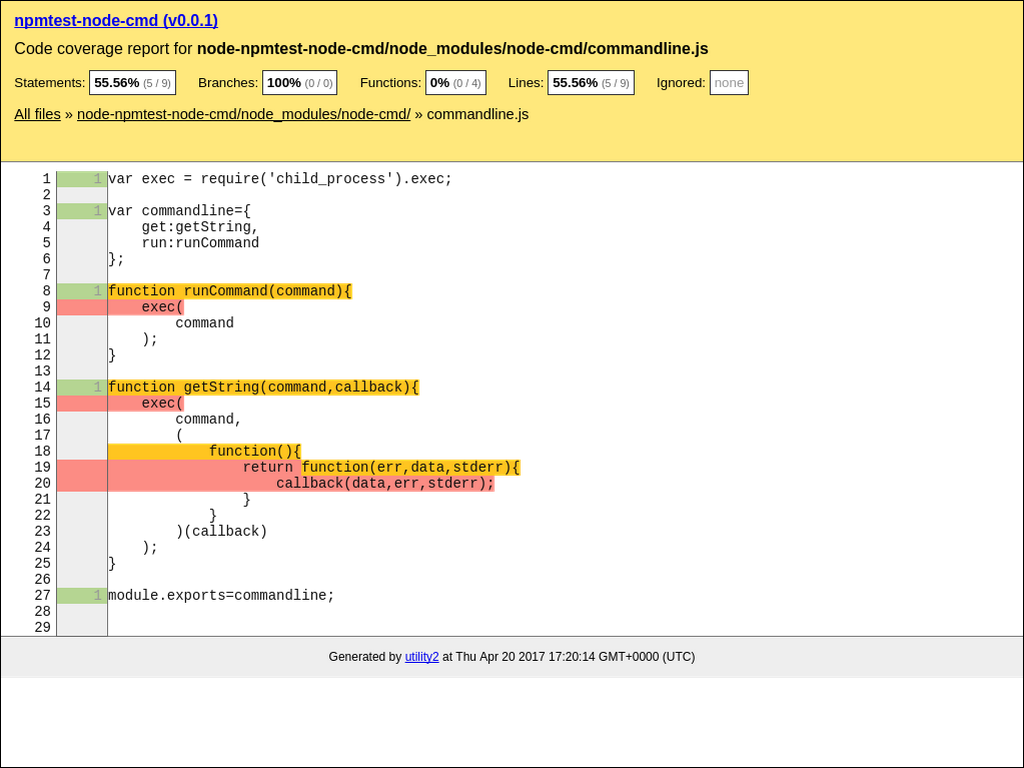 npmtest-node-cmd (v0.0.1)
Code coverage report for node-npmtest-node-cmd/node_modules/node-cmd/commandline.js
Statements: 55.56% (5 / 9) Branches: 100% (0 / 0) Functions: 0% (0 / 4) Lines: 55.56% (5 / 9) Ignored: none
All files » node-npmtest-node-cmd/node_modules/node-cmd/ » commandline.js
1 1 var exec = require('child_process').exec;
2
3 1 var commandline={
4     get:getString,
5     run:runCommand
6 };
7
8 1 function runCommand(command){
9     exec(
10         command
11     );
12 }
13
14 1 function getString(command,callback){
15     exec(
16         command,
17         (
18             function(){
19                 return function(err,data,stderr){
20                     callback(data,err,stderr);
21                 }
22             }
23         )(callback)
24     );
25 }
26
27 1 module.exports=commandline;
28
29
Generated by utility2 at Thu Apr 20 2017 17:20:14 GMT+0000 (UTC)